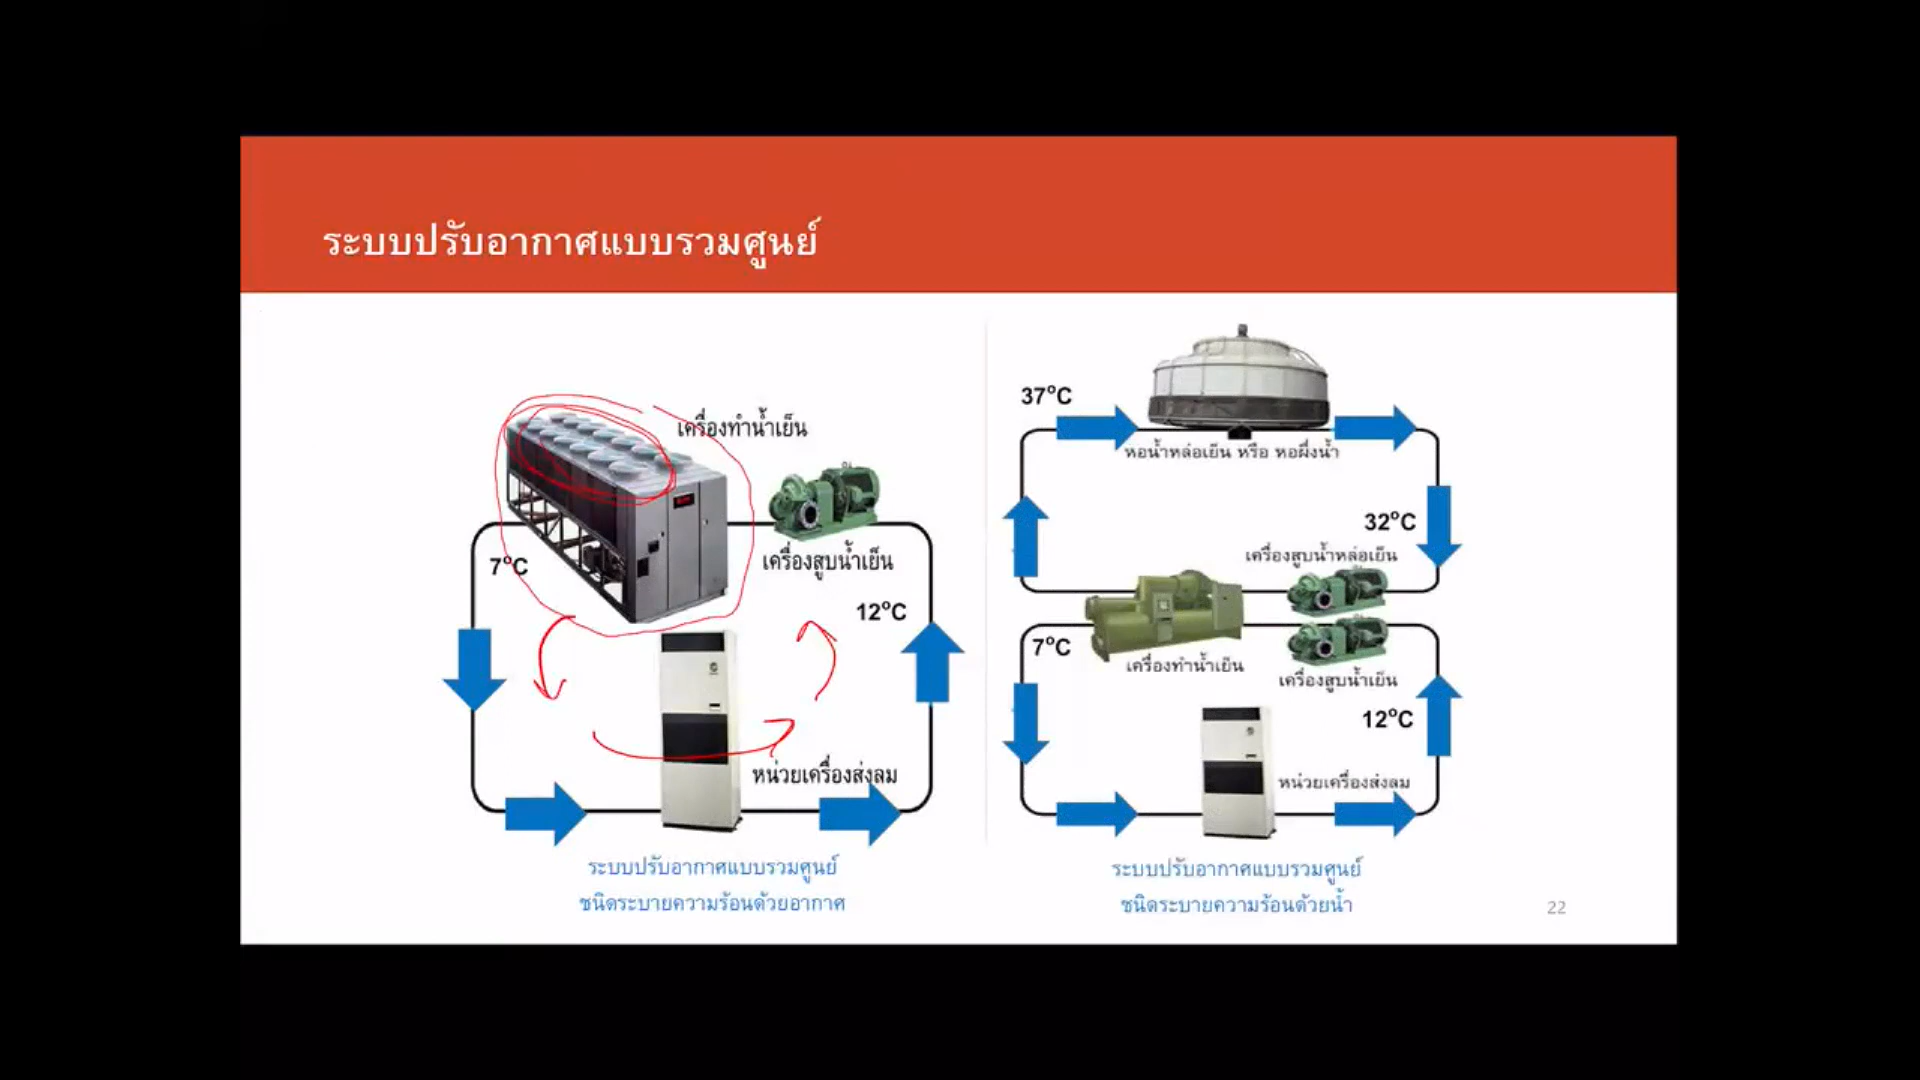 ระบบปรับอากาศแบบรวมศูนย์
เครื่องทำน้ำเย็น
7°C
เครื่องสูบน้ำเย็น
12°C
หน่วยเครื่องส่งลม
ระบบปรับอากาศแบบรวมศูนย์
ชนิดระบายความร้อนด้วยอากาศ
37°C
หอน้ำหล่อเย็น หรือ หอผึ่งน้ำ
32°C
เครื่องสูบน้ำหล่อเย็น
7°C
เครื่องทำน้ำเย็น
เครื่องสูบน้ำเย็น
12°C
หน่วยเครื่องส่งลม
ระบบปรับอากาศแบบรวมศูนย์
ชนิดระบายความร้อนด้วยน้ำ
22